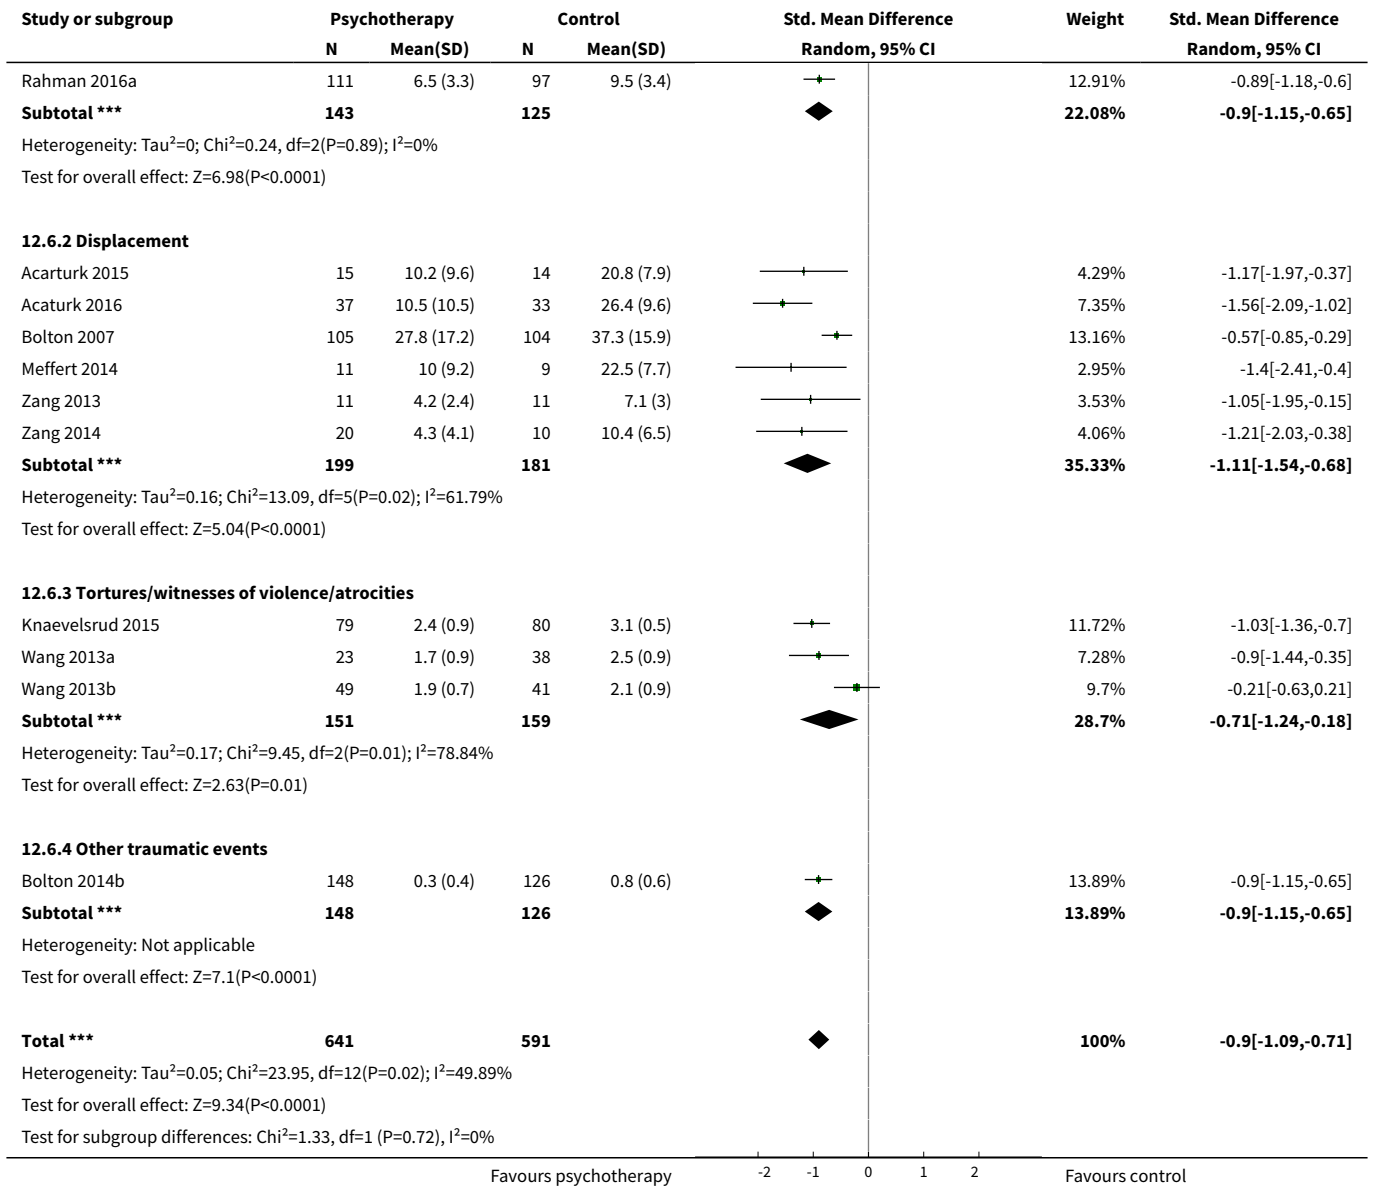 Study or subgroup Psychotherapy Control Std. Mean Difference Weight Std. Mean Difference
N Mean(SD) N Mean(SD) Random, 95% CI Random, 95% CI
Rahman 2016a 111 6.5 (3.3) 97 9.5 (3.4) 12.91% -0.89[-1.18,-0.6]
Subtotal *** 143 125 22.08% -0.9[-1.15,-0.65]
Heterogeneity: Tau²=0; Chi²=0.24, df=2(P=0.89); I²=0%
Test for overall effect: Z=6.98(P<0.0001)
12.6.2 Displacement
Acarturk 2015 15 10.2 (9.6) 14 20.8 (7.9) 4.29% -1.17[-1.97,-0.37]
Acaturk 2016 37 10.5 (10.5) 33 26.4 (9.6) 7.35% -1.56[-2.09,-1.02]
Bolton 2007 105 27.8 (17.2) 104 37.3 (15.9) 13.16% -0.57[-0.85,-0.29]
Meffert 2014 11 10 (9.2) 9 22.5 (7.7) 2.95% -1.4[-2.41,-0.4]
Zang 2013 11 4.2 (2.4) 11 7.1 (3) 3.53% -1.05[-1.95,-0.15]
Zang 2014 20 4.3 (4.1) 10 10.4 (6.5) 4.06% -1.21[-2.03,-0.38]
Subtotal *** 199 181 35.33% -1.11[-1.54,-0.68]
Heterogeneity: Tau²=0.16; Chi²=13.09, df=5(P=0.02); I²=61.79%
Test for overall effect: Z=5.04(P<0.0001)
12.6.3 Tortures/witnesses of violence/atrocities
Knaevelsrud 2015 79 2.4 (0.9) 80 3.1 (0.5) 11.72% -1.03[-1.36,-0.7]
Wang 2013a 23 1.7 (0.9) 38 2.5 (0.9) 7.28% -0.9[-1.44,-0.35]
Wang 2013b 49 1.9 (0.7) 41 2.1 (0.9) 9.7% -0.21[-0.63,0.21]
Subtotal *** 151 159 28.7% -0.71[-1.24,-0.18]
Heterogeneity: Tau²=0.17; Chi²=9.45, df=2(P=0.01); I²=78.84%
Test for overall effect: Z=2.63(P=0.01)
12.6.4 Other traumatic events
Bolton 2014b 148 0.3 (0.4) 126 0.8 (0.6) 13.89% -0.9[-1.15,-0.65]
Subtotal *** 148 126 13.89% -0.9[-1.15,-0.65]
Heterogeneity: Not applicable
Test for overall effect: Z=7.1(P<0.0001)
Total *** 641 591 100% -0.9[-1.09,-0.71]
Heterogeneity: Tau²=0.05; Chi²=23.95, df=12(P=0.02); I²=49.89%
Test for overall effect: Z=9.34(P<0.0001)
Test for subgroup differences: Chi²=1.33, df=1 (P=0.72), I²=0%
Favours psychotherapy -2 -1 0 1 2 Favours control